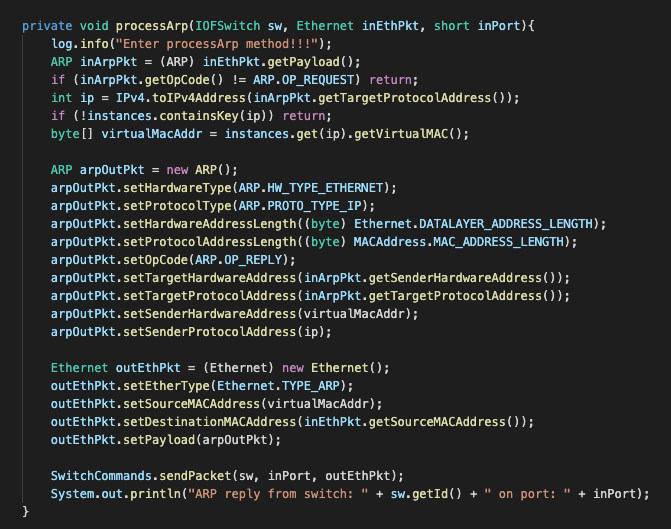 private void processArp(IOFSwitch sw, Ethernet inEthPkt, short inPort){
    log.info("Enter processArp method!!!");
    ARP inArpPkt = (ARP) inEthPkt.getPayload();
    if (inArpPkt.getOpCode() != ARP.OP_REQUEST) return;
    int ip = IPv4.toIPv4Address(inArpPkt.getTargetProtocolAddress());
    if (!instances.containsKey(ip)) return;
    byte[] virtualMacAddr = instances.get(ip).getVirtualMAC();

    ARP arpOutPkt = new ARP();
    arpOutPkt.setHardwareType(ARP.HW_TYPE_ETHERNET);
    arpOutPkt.setProtocolType(ARP.PROTO_TYPE_IP);
    arpOutPkt.setHardwareAddressLength((byte) Ethernet.DATALAYER_ADDRESS_LENGTH);
    arpOutPkt.setProtocolAddressLength((byte) MACAddress.MAC_ADDRESS_LENGTH);
    arpOutPkt.setOpCode(ARP.OP_REPLY);
    arpOutPkt.setTargetHardwareAddress(inArpPkt.getSenderHardwareAddress());
    arpOutPkt.setTargetProtocolAddress(inArpPkt.getTargetProtocolAddress());
    arpOutPkt.setSenderHardwareAddress(virtualMacAddr);
    arpOutPkt.setSenderProtocolAddress(ip);

    Ethernet outEthPkt = (Ethernet) new Ethernet();
    outEthPkt.setEtherType(Ethernet.TYPE_ARP);
    outEthPkt.setSourceMACAddress(virtualMacAddr);
    outEthPkt.setDestinationMACAddress(inEthPkt.getSourceMACAddress());
    outEthPkt.setPayload(arpOutPkt);

    SwitchCommands.sendPacket(sw, inPort, outEthPkt);
    System.out.println("ARP reply from switch: " + sw.getId() + " on port: " + inPort);
}